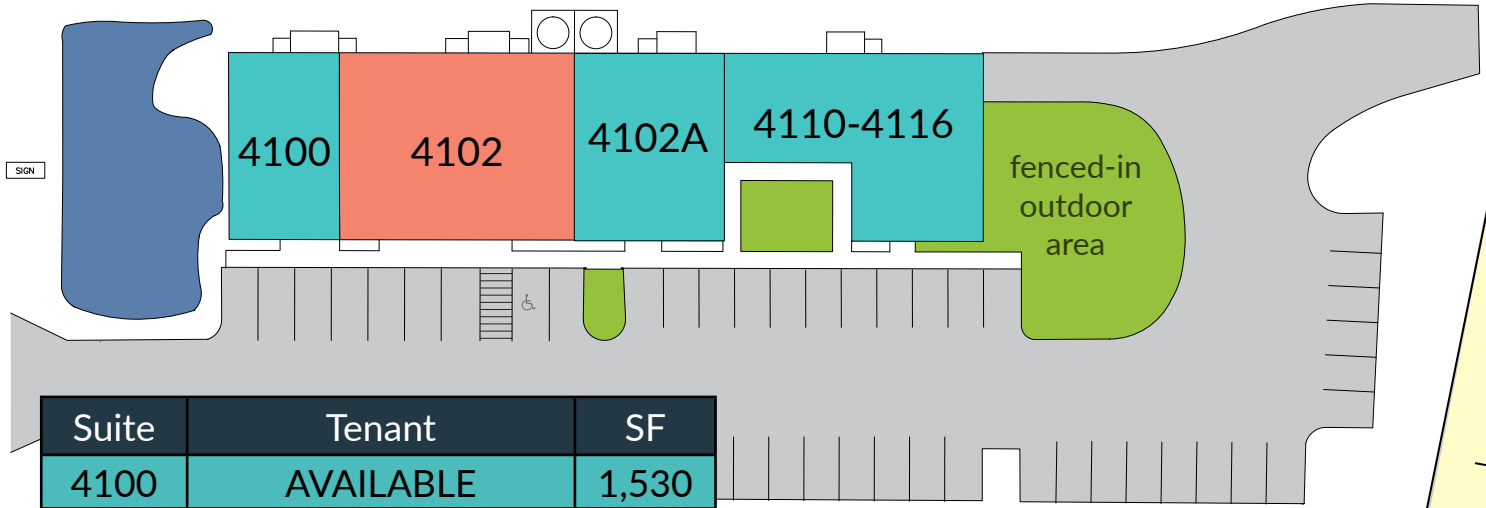 SIGN
4100
4102
4102A
4110-4116
fenced-in
outdoor
area
Suite Tenant SF
4100 AVAILABLE 1,530